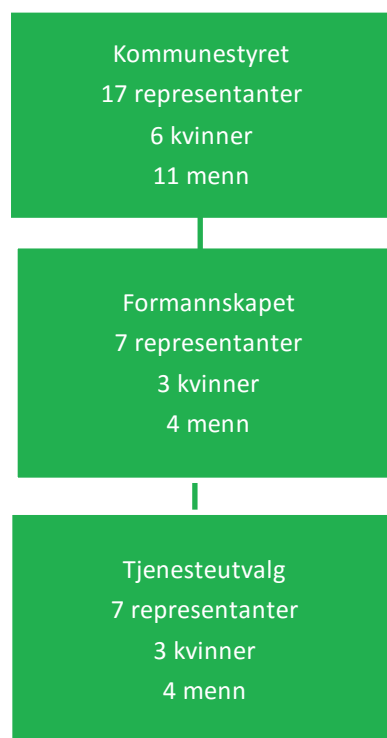 Kommunestyret
17 representanter
6 kvinner
11 menn
Formannskapet
7 representanter
3 kvinner
4 menn
Tjenesteutvalg
7 representanter
3 kvinner
4 menn